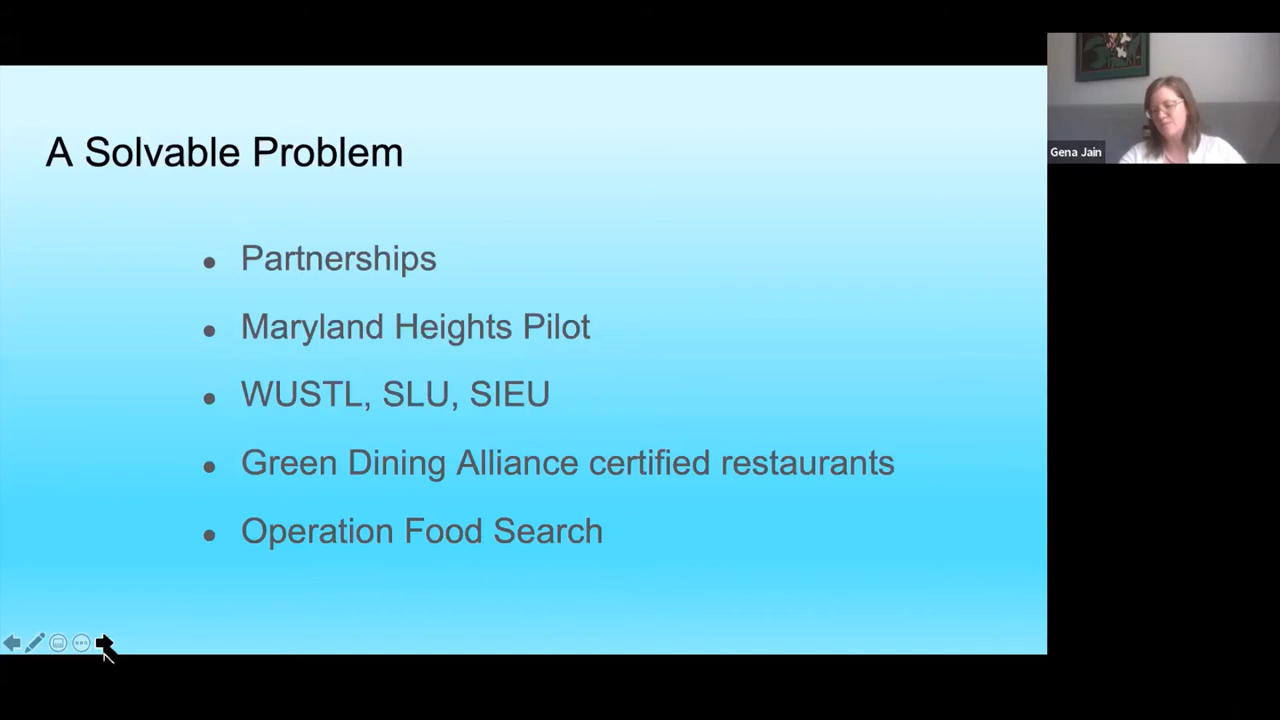 A Solvable Problem
Gena Jain
● Partnerships
● Maryland Heights Pilot
● WUSTL, SLU, SIEU
● Green Dining Alliance certified restaurants
● Operation Food Search